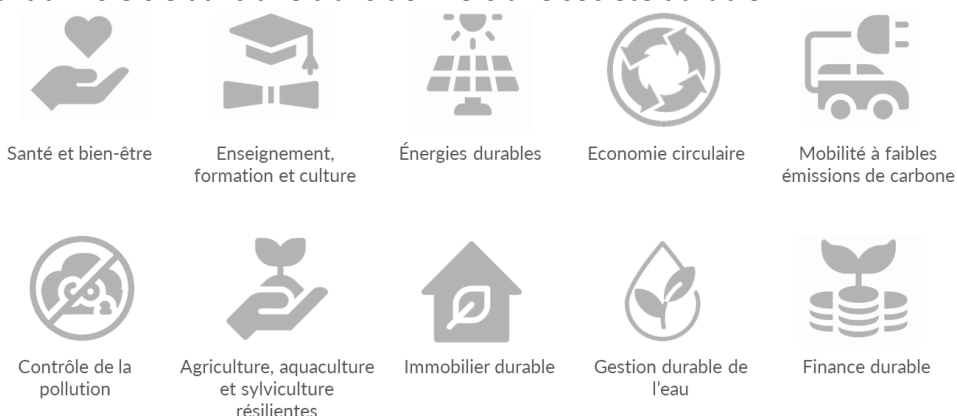 Santé et bien-être
Enseignement,
formation et culture
Énergies durables
Economie circulaire
Mobilité à faibles
émissions de carbone
Contrôle de la
pollution
Agriculture, aquaculture
et sylviculture
résilientes
Immobilier durable
Gestion durable de
l'eau
Finance durable